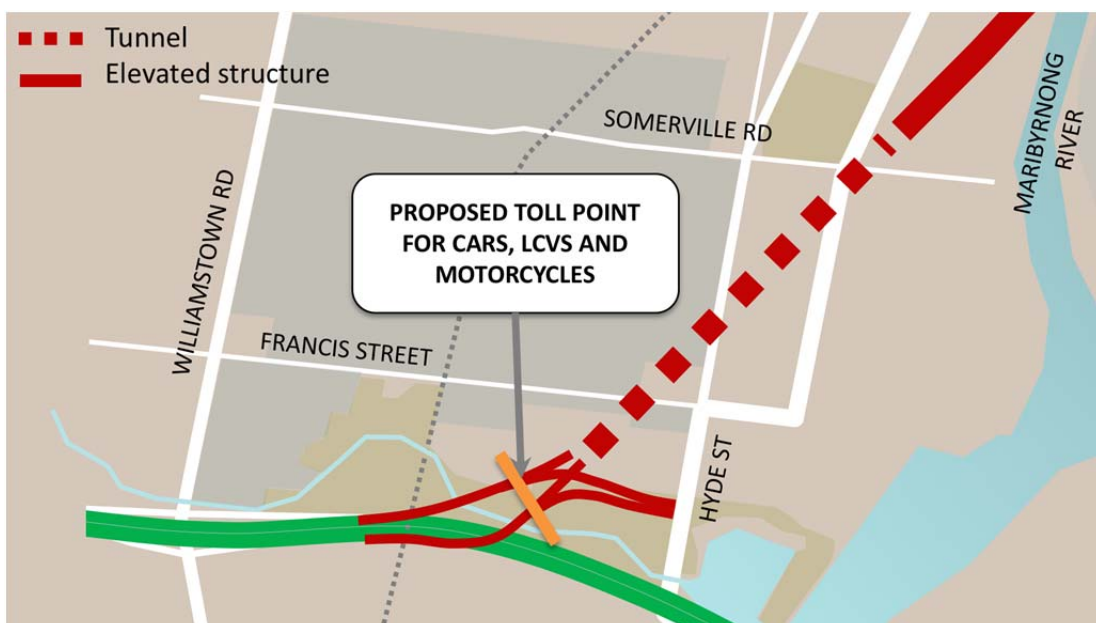 Tunnel
Elevated structure
SOMERVILLE RD
MARIBYRNONG
RIVER
WILLIAMSTOWN RD
PROPOSED TOLL POINT
FOR CARS, LCVS AND
MOTORCYCLES
FRANCIS STREET
HYDE ST